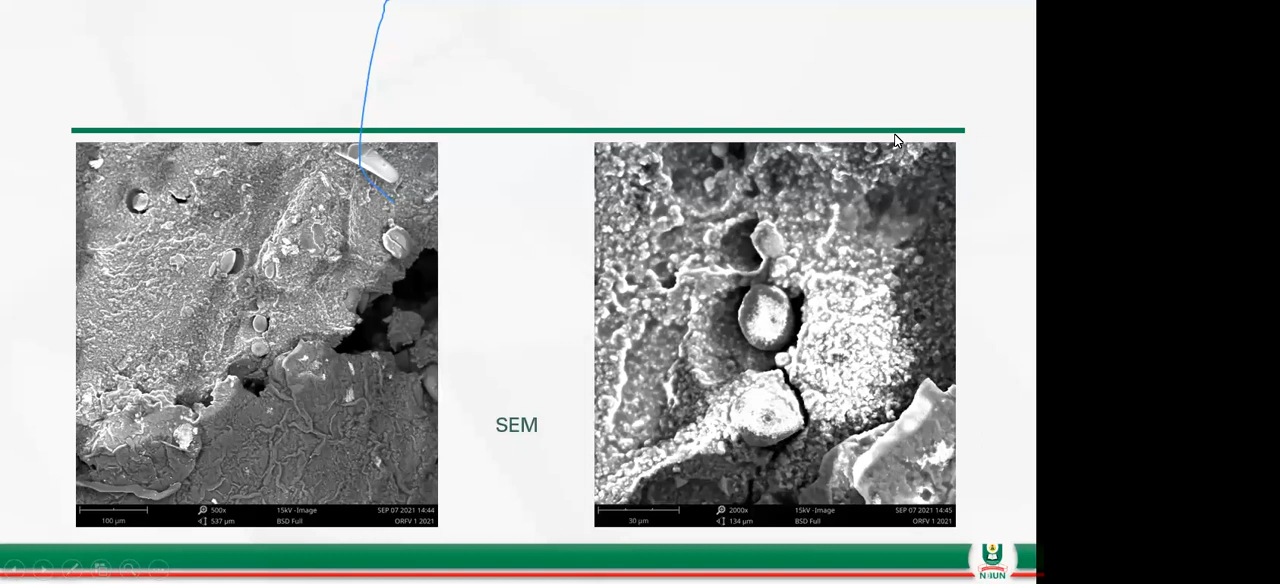 SEM
100 µm
500x
537 µm
15kV -Image
BSD Full
SEP 07 2021 14:44
ORFV 1 2021
30 µm
2000x
134 µm
15kV -Image
BSD Full
SEP 07 2021 14:45
ORFV 1 2021
NOUN